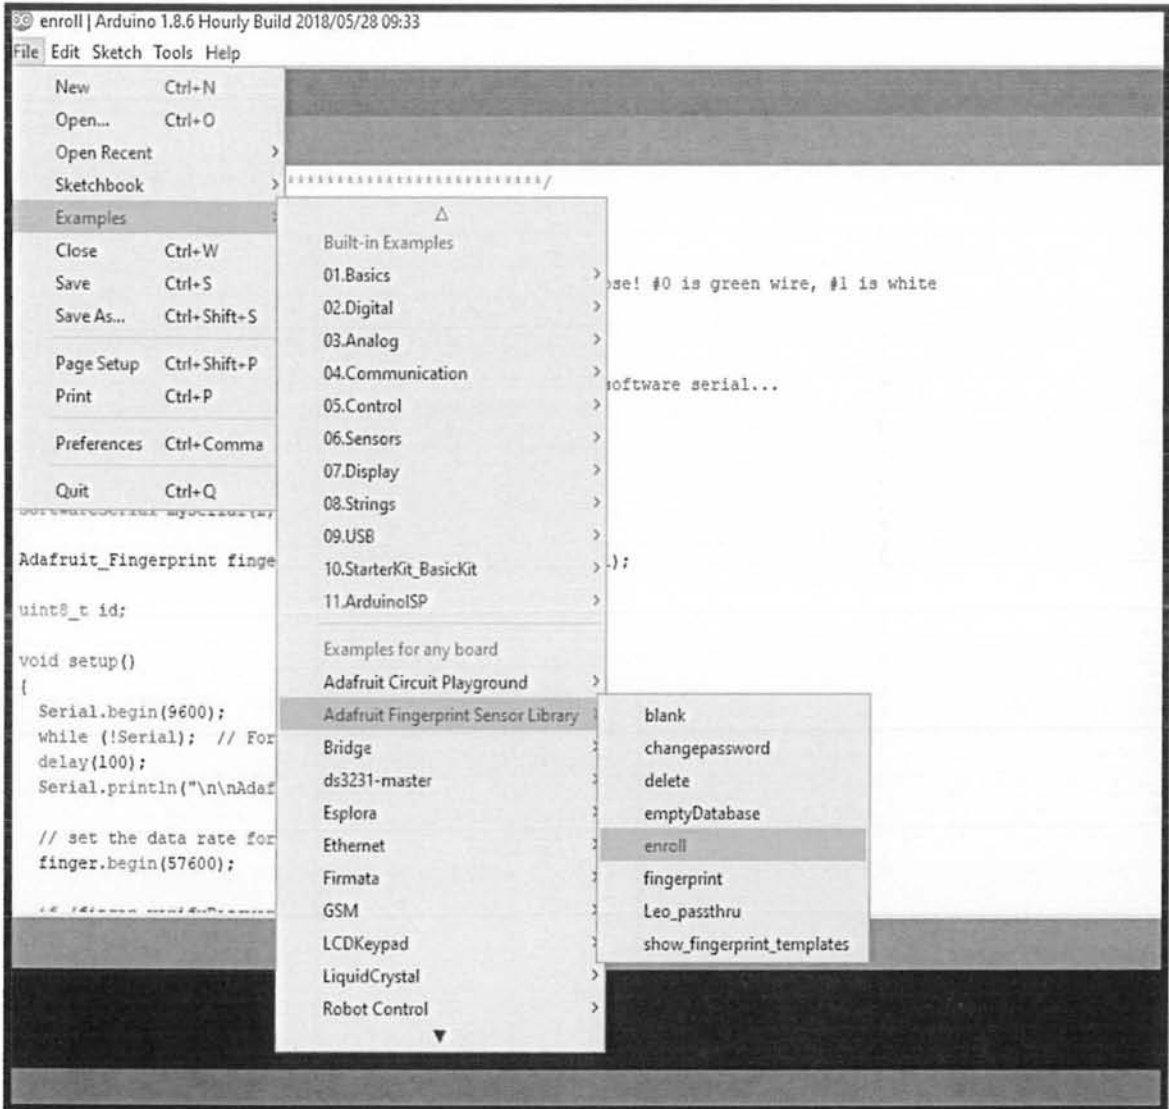 enroll | Arduino 1.8.6 Hourly Build 2018/05/28 09:33
File Edit Sketch Tools Help
New Ctrl+N
Open... Ctrl+O
Open Recent >
Sketchbook >
Examples
Close Ctrl+W
Save Ctrl+S
Save As... Ctrl+Shift+S
Page Setup Ctrl+Shift+P
Print Ctrl+P
Preferences Ctrl+Comma
Quit Ctrl+Q
Built-in Examples
01.Basics >
02.Digital >
03.Analog >
04.Communication >
05.Control >
06.Sensors >
07.Display >
08.Strings >
09.USB >
10.StarterKit_BasicKit >
11.ArduinoISP >
Examples for any board
Adafruit Circuit Playground >
Adafruit Fingerprint Sensor Library
Bridge
ds3231-master
Esplora
Ethernet
Firmata
GSM
LCDKeypad
LiquidCrystal >
Robot Control >
blank
changepassword
delete
emptyDatabase
enroll
fingerprint
Leo_passthru
show_fingerprint_templates
**************************/
ose! #0 is green wire, #1 is white
software serial...
Adafruit_Fingerprint finge
);
uint8_t id;
void setup()
{
Serial.begin(9600);
while (!Serial); // For
delay(100);
Serial.println("\n\nAdaf
// set the data rate for
finger.begin(57600);